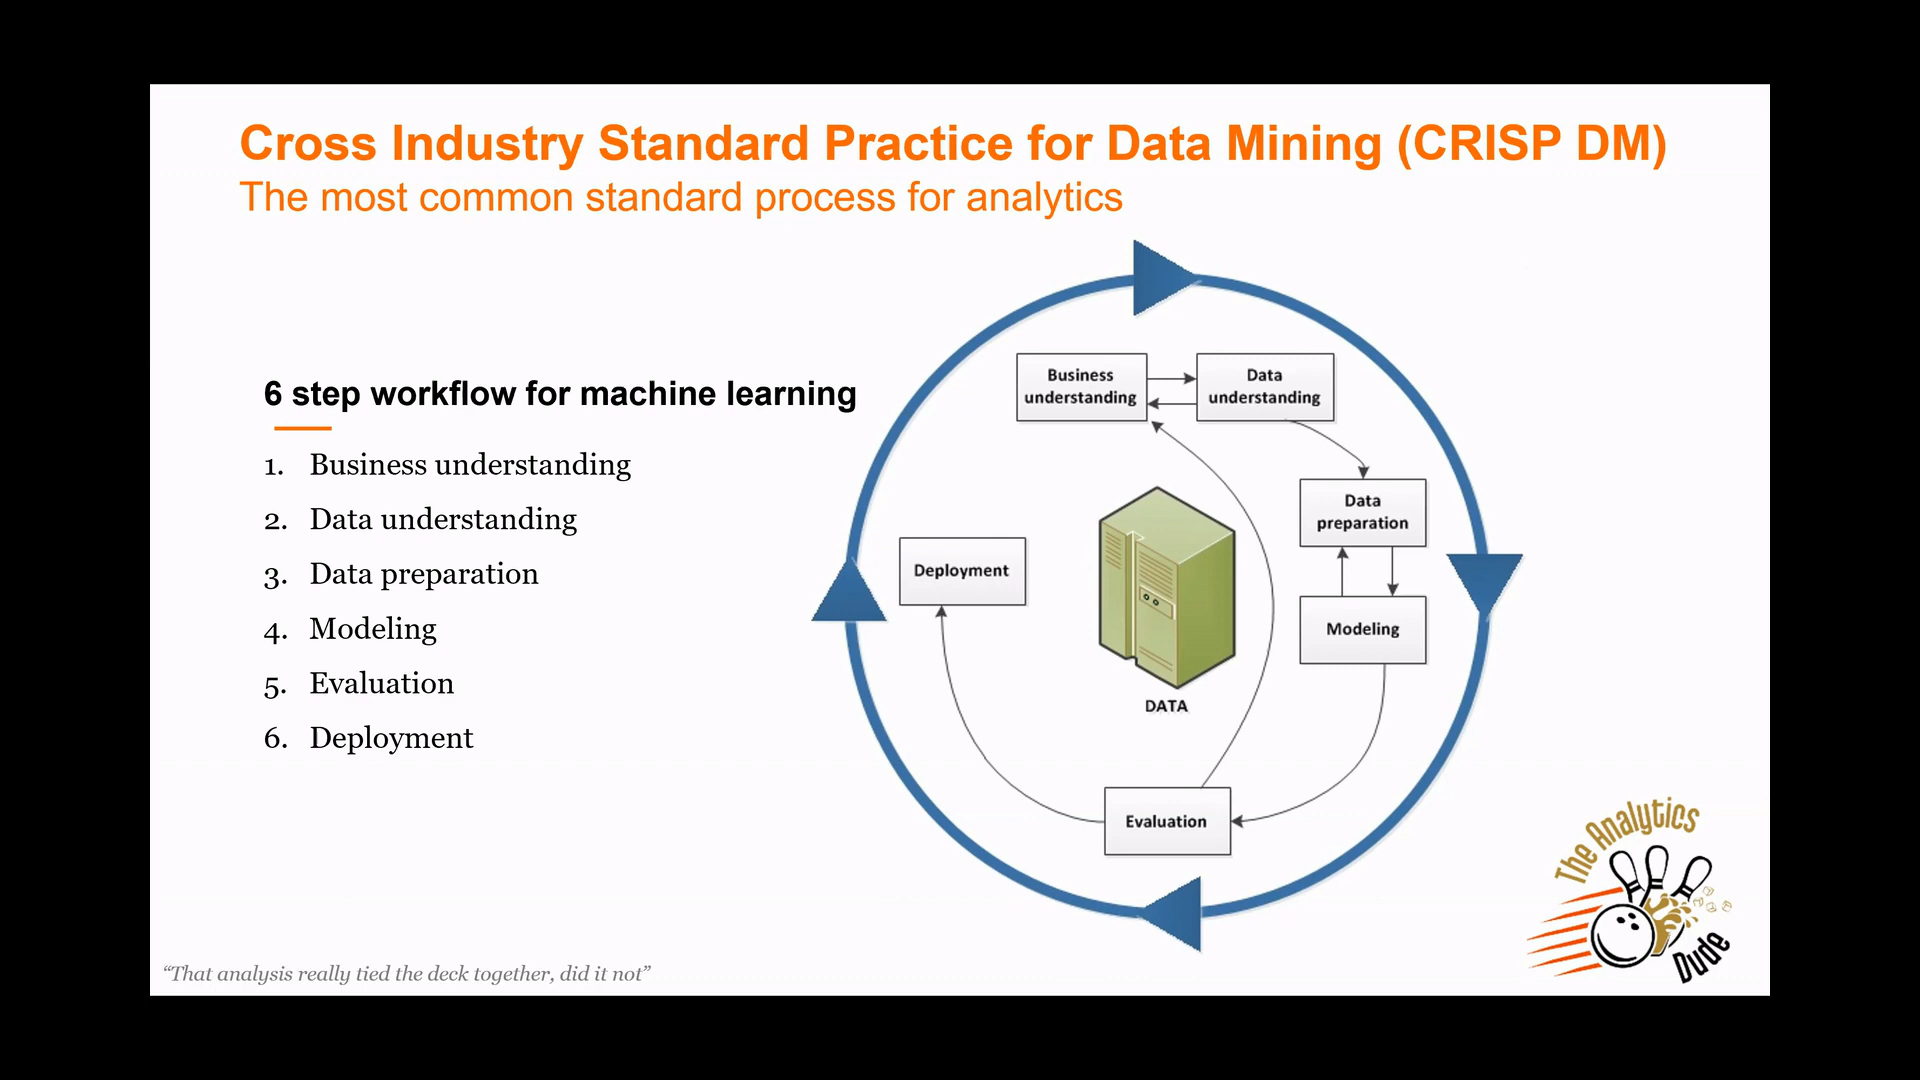 Cross Industry Standard Practice for Data Mining (CRISP DM)
The most common standard process for analytics
6 step workflow for machine learning
1. Business understanding
2. Data understanding
3. Data preparation
4. Modeling
5. Evaluation
6. Deployment
Business
understanding
Data
understanding
Data
preparation
Deployment
Modeling
DATA
Evaluation
The Analytics
Dude
“That analysis really tied the deck together, did it not”